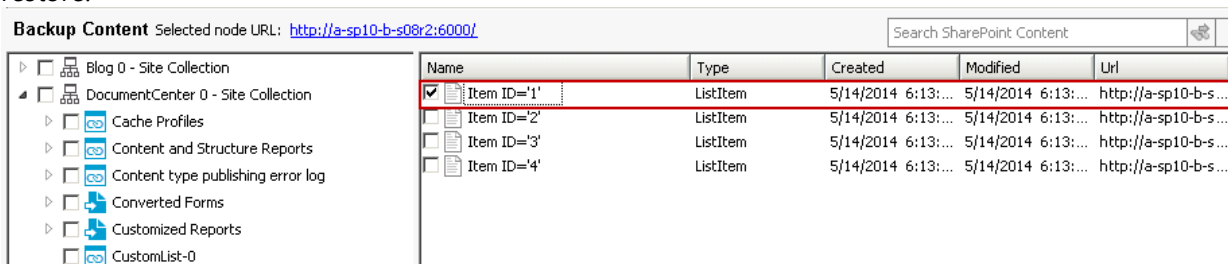 Backup Content Selected node URL: http://a-sp10-b-s08r2:6000/
Search SharePoint Content
Blog 0 - Site Collection
DocumentCenter 0 - Site Collection
Cache Profiles
Content and Structure Reports
Content type publishing error log
Converted Forms
Customized Reports
CustomList-0
Name Type Created Modified Url
Item ID='1' ListItem 5/14/2014 6:13:... 5/14/2014 6:13:... http://a-sp10-b-s...
Item ID='2' ListItem 5/14/2014 6:13:... 5/14/2014 6:13:... http://a-sp10-b-s...
Item ID='3' ListItem 5/14/2014 6:13:... 5/14/2014 6:13:... http://a-sp10-b-s...
Item ID='4' ListItem 5/14/2014 6:13:... 5/14/2014 6:13:... http://a-sp10-b-s...